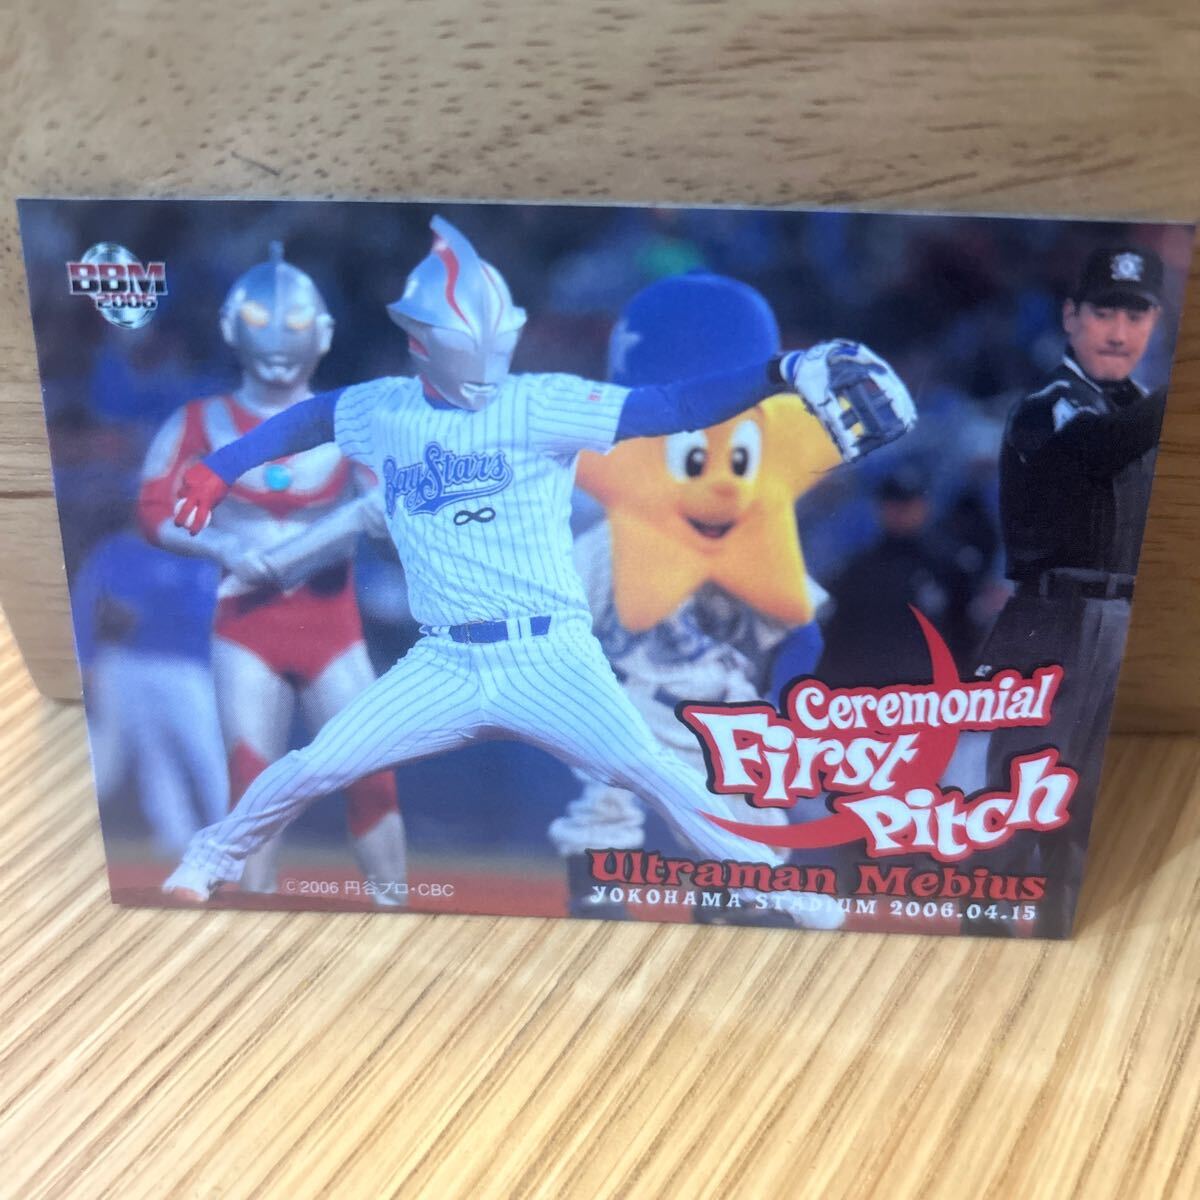 BBM
2006
BayStars
∞
Ceremonial
First
Pitch
Ultraman Mebius
YOKOHAMA STADIUM 2006.04.15
©2006 円谷プロ・CBC